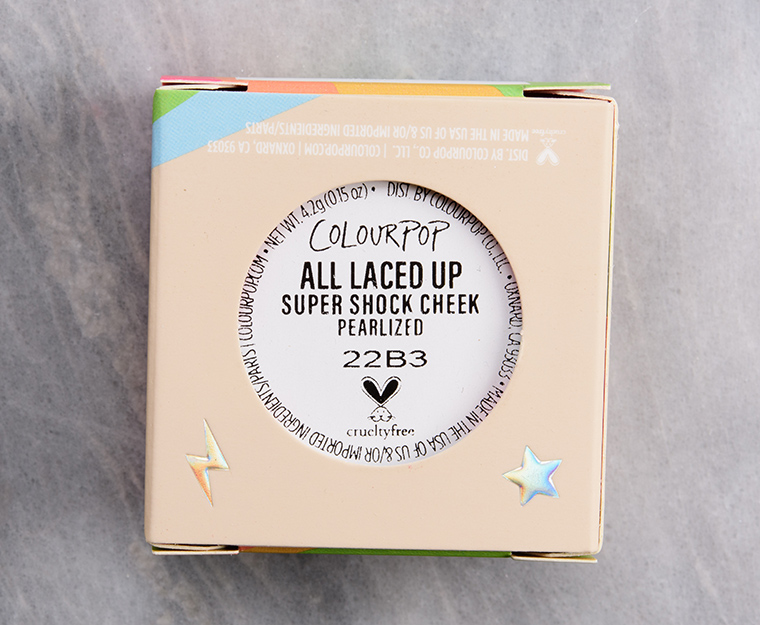 DIST. BY COLOURPOP CO., LLC. | COLOURPOP.COM | OXNARD, CA 93033
MADE IN THE USA OF US &/OR IMPORTED INGREDIENTS/PARTS
COLOURPOP.COM • NET WT. 4.2g (0.15 oz) • DIST. BY COLOURPOP CO., LLC. • OXNARD, CA 93033 • MADE IN THE USA OF US &/OR IMPORTED INGREDIENTS/PARTS |
COLOURPOP
ALL LACED UP
SUPER SHOCK CHEEK
PEARLIZED
22B3
crueltyfree